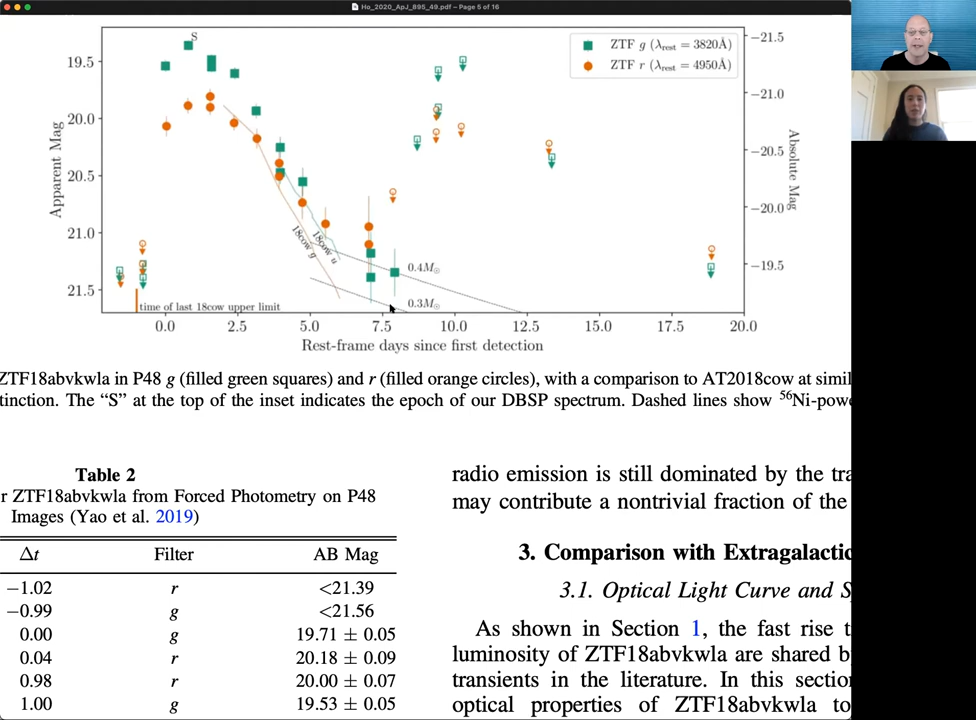 Ho_2020_ApJ_895_49.pdf – Page 5 of 16
S
ZTF g (λrest = 3820Å)
ZTF r (λrest = 4950Å)
19.5
20.0
20.5
21.0
21.5
Apparent Mag
−21.5
−21.0
−20.5
−20.0
−19.5
Absolute Mag
18cow g
18cow u
0.4M☉
0.3M☉
time of last 18cow upper limit
0.0 2.5 5.0 7.5 10.0 12.5 15.0 17.5 20.0
Rest-frame days since first detection
ZTF18abvkwla in P48 g (filled green squares) and r (filled orange circles), with a comparison to AT2018cow at simil
tinction. The “S” at the top of the inset indicates the epoch of our DBSP spectrum. Dashed lines show ⁵⁶Ni-pow
Table 2
r ZTF18abvkwla from Forced Photometry on P48
Images (Yao et al. 2019)
Δt Filter AB Mag
−1.02 r <21.39
−0.99 g <21.56
0.00 g 19.71 ± 0.05
0.04 r 20.18 ± 0.09
0.98 r 20.00 ± 0.07
1.00 g 19.53 ± 0.05
radio emission is still dominated by the tra
may contribute a nontrivial fraction of the
3. Comparison with Extragalactic
3.1. Optical Light Curve and S
As shown in Section 1, the fast rise t
luminosity of ZTF18abvkwla are shared b
transients in the literature. In this section
optical properties of ZTF18abvkwla to